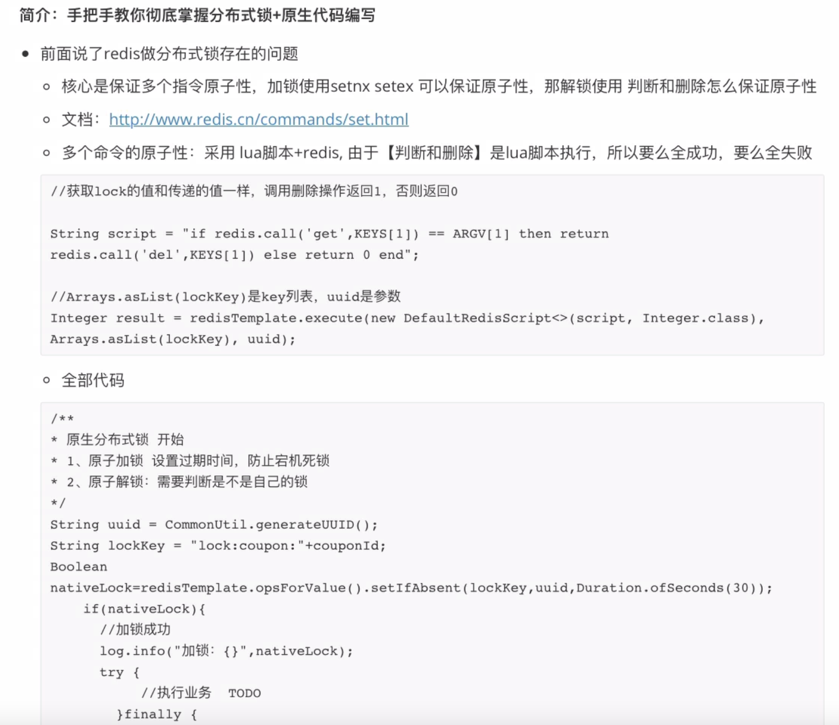 简介：手把手教你彻底掌握分布式锁+原生代码编写
前面说了redis做分布式锁存在的问题
核心是保证多个指令原子性，加锁使用setnx setex 可以保证原子性，那解锁使用 判断和删除怎么保证原子性
文档：http://www.redis.cn/commands/set.html
多个命令的原子性：采用 lua脚本+redis, 由于【判断和删除】是lua脚本执行，所以要么全成功，要么全失败
//获取lock的值和传递的值一样，调用删除操作返回1，否则返回0
String script = "if redis.call('get',KEYS[1]) == ARGV[1] then return
redis.call('del',KEYS[1]) else return 0 end";
//Arrays.asList(lockKey)是key列表，uuid是参数
Integer result = redisTemplate.execute(new DefaultRedisScript<>(script, Integer.class),
Arrays.asList(lockKey), uuid);
全部代码
/**
* 原生分布式锁 开始
* 1、原子加锁 设置过期时间，防止宕机死锁
* 2、原子解锁：需要判断是不是自己的锁
*/
String uuid = CommonUtil.generateUUID();
String lockKey = "lock:coupon:"+couponId;
Boolean
nativeLock=redisTemplate.opsForValue().setIfAbsent(lockKey,uuid,Duration.ofSeconds(30));
if(nativeLock){
//加锁成功
log.info("加锁：{}",nativeLock);
try {
//执行业务 TODO
}finally {